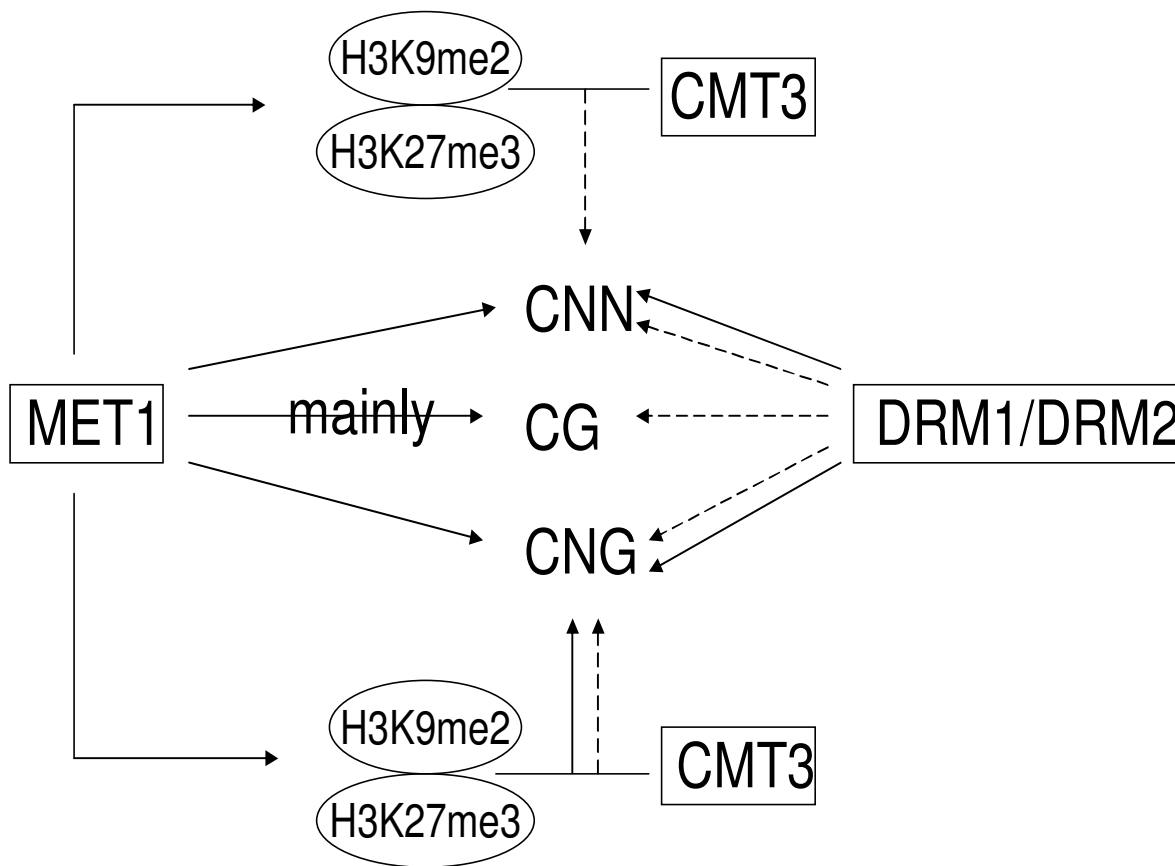 H3K9me2
CMT3
H3K27me3
CNN
MET1
mainly
CG
DRM1/DRM2
CNG
H3K9me2
CMT3
H3K27me3